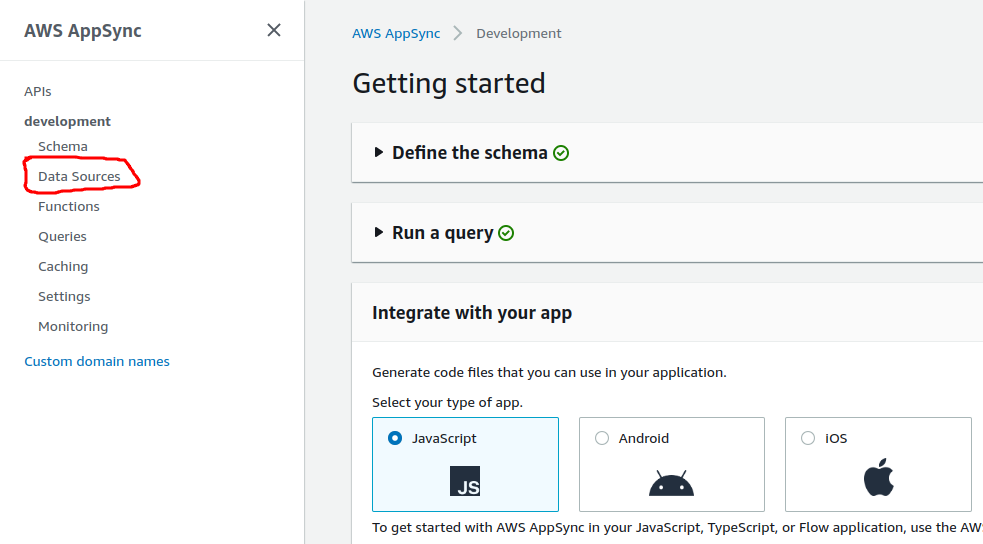 AWS AppSync
APIs
development
Schema
Data Sources
Functions
Queries
Caching
Settings
Monitoring
Custom domain names
AWS AppSync
Development
Getting started
Define the schema
Run a query
Integrate with your app
Generate code files that you can use in your application.
Select your type of app.
JavaScript
JS
Android
iOS
To get started with AWS AppSync in your JavaScript, TypeScript, or Flow application, use the AWS